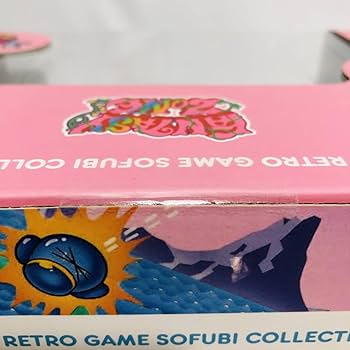 RETRO GAME SOFUBI COLL
RETRO GAME SOFUBI COLLECTI